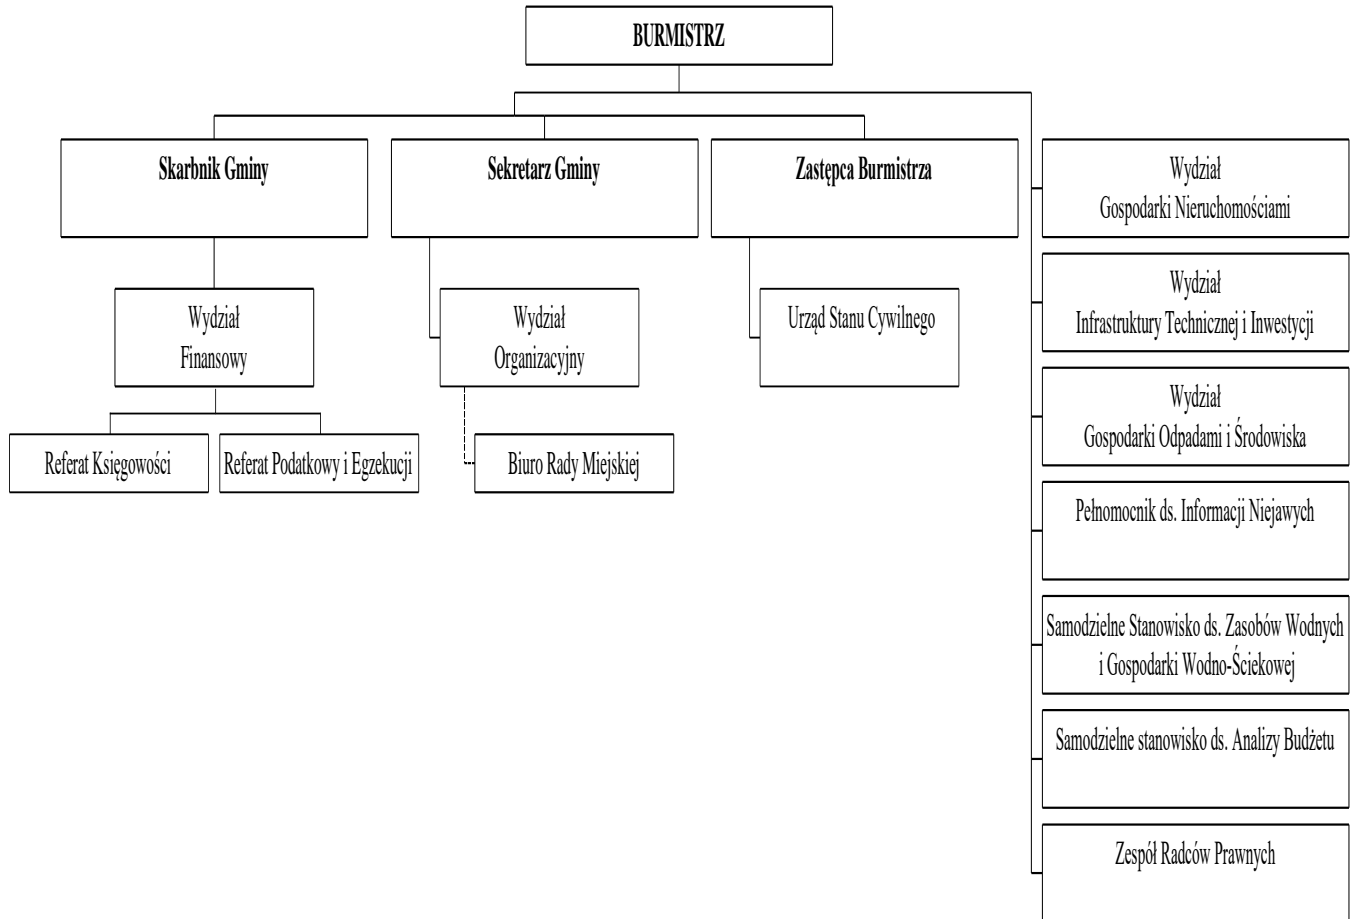 BURMISTRZ
Skarbnik Gminy
Sekretarz Gminy
Zastępca Burmistrza
Wydział
Gospodarki Nieruchomościami
Wydział
Infrastruktury Technicznej i Inwestycji
Wydział
Finansowy
Wydział
Organizacyjny
Urząd Stanu Cywilnego
Wydział
Gospodarki Odpadami i Środowiska
Referat Księgowości
Referat Podatkowy i Egzekucji
Biuro Rady Miejskiej
Pełnomocnik ds. Informacji Niejawych
Samodzielne Stanowisko ds. Zasobów Wodnych
i Gospodarki Wodno-Ściekowej
Samodzielne stanowisko ds. Analizy Budżetu
Zespół Radców Prawnych